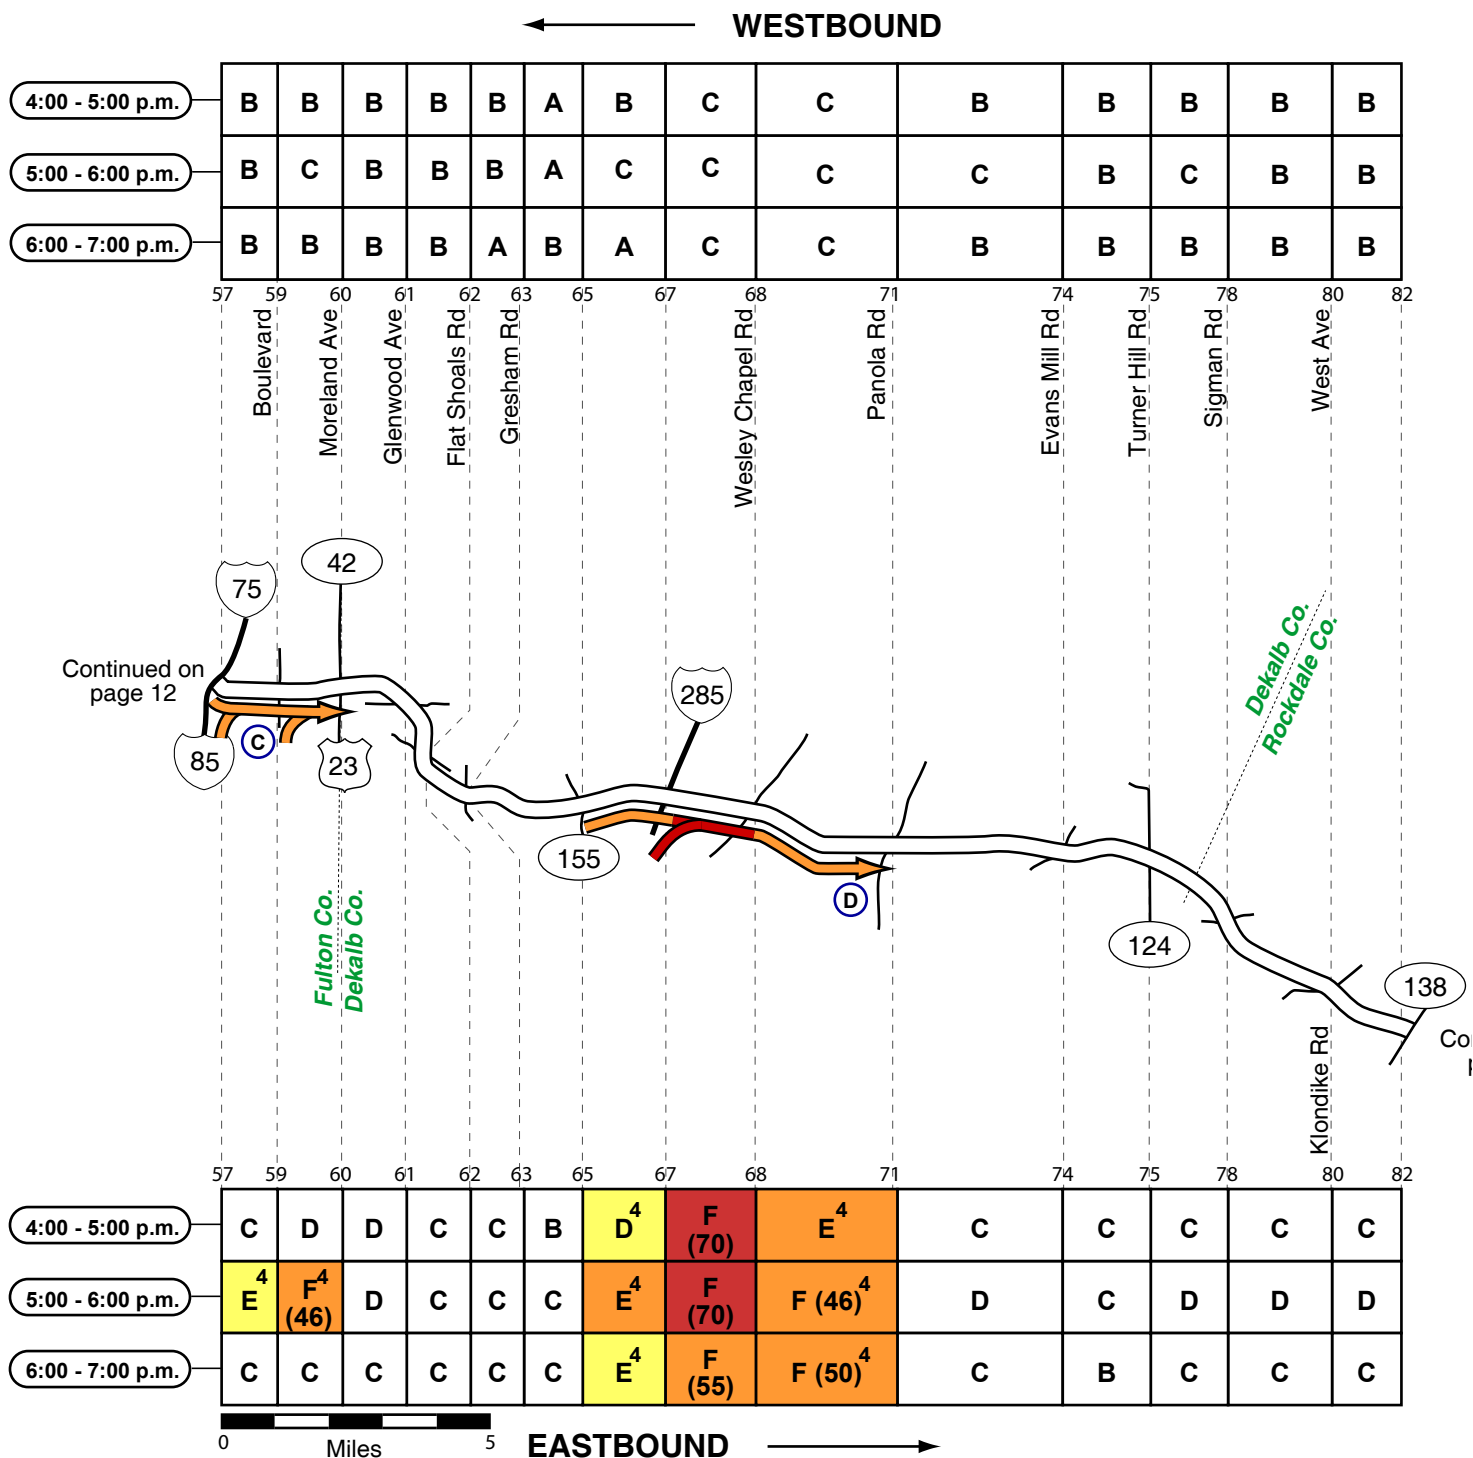 WESTBOUND
4:00 - 5:00 p.m. B B B B B A B C C B B B B B
5:00 - 6:00 p.m. B C B B B A C C C C B C B B
6:00 - 7:00 p.m. B B B B A B A C C B B B B B
57 59 60 61 62 63 65 67 68 71 74 75 78 80 82
Boulevard
Moreland Ave
Glenwood Ave
Flat Shoals Rd
Gresham Rd
Wesley Chapel Rd
Panola Rd
Evans Mill Rd
Turner Hill Rd
Sigman Rd
West Ave
42
75
Continued on
page 12
285
Dekalb Co.
Rockdale Co.
85
C
23
155
D
124
138
Fulton Co.
Dekalb Co.
Klondike Rd
57 59 60 61 62 63 65 67 68 71 74 75 78 80 82
4:00 - 5:00 p.m. C D D C C B D4 F (70) E4 C C C C C
5:00 - 6:00 p.m. E4 F4 (46) D C C C E4 F (70) F (46)4 D C D D D
6:00 - 7:00 p.m. C C C C C C E4 F (55) F (50)4 C B C C C
0 Miles 5
EASTBOUND